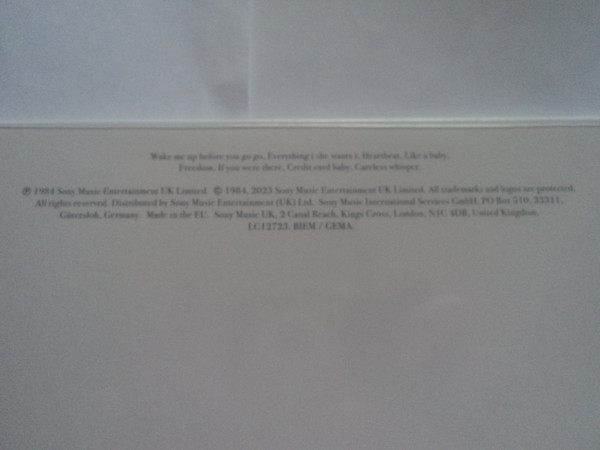 Wake me up before you go go, Everything ( she wants ), Heartbeat, Like a baby,
Freedom, If you were there, Credit card baby, Careless whisper.
℗ 1984 Sony Music Entertainment UK Limited. © 1984, 2023 Sony Music Entertainment UK Limited. All trademarks and logos are protected.
All rights reserved. Distributed by Sony Music Entertainment (UK) Ltd. Sony Music International Services GmbH, PO Box 510, 33311,
Gütersloh, Germany. Made in the EU. Sony Music UK, 2 Canal Reach, Kings Cross, London, N1C 4DB, United Kingdom.
LC12723. BIEM / GEMA.